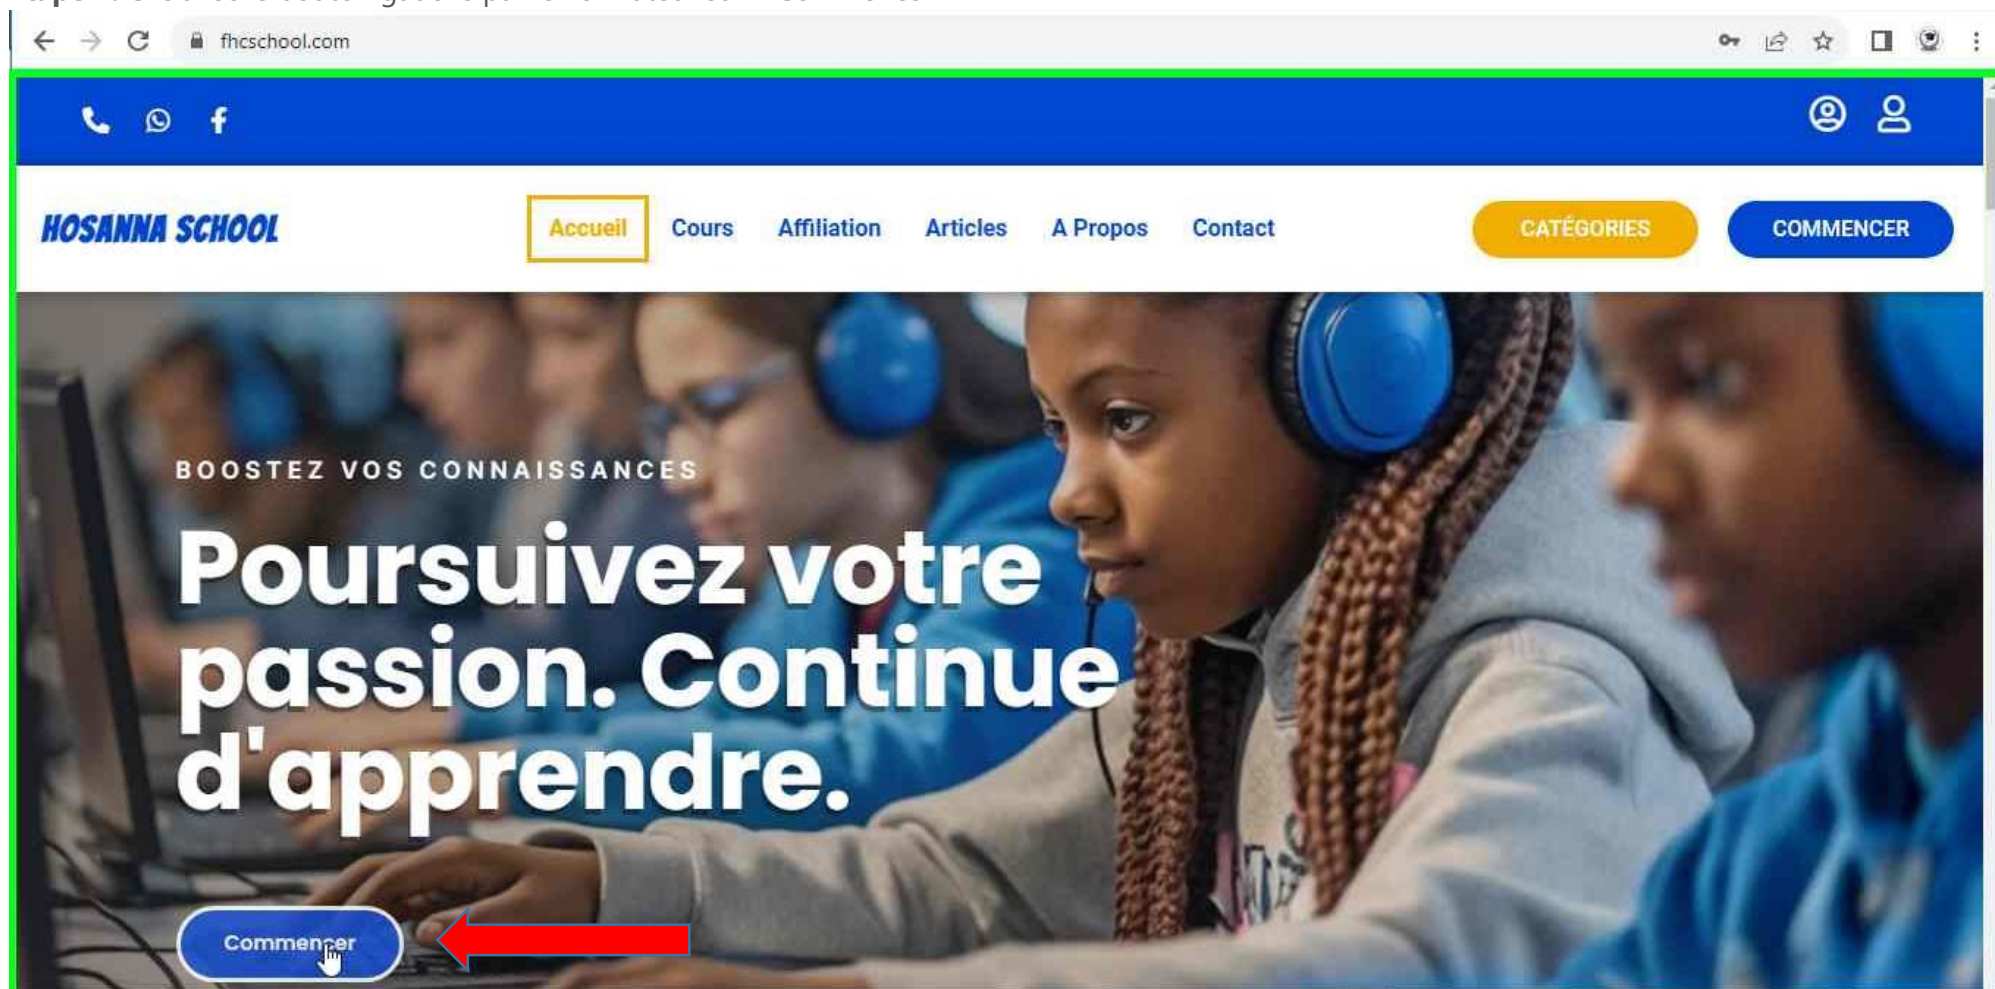 fhcschool.com
HOSANNA SCHOOL
Accueil Cours Affiliation Articles A Propos Contact CATÉGORIES COMMENCER
BOOSTEZ VOS CONNAISSANCES
Poursuivez votre
passion. Continue
d'apprendre.
Commencer